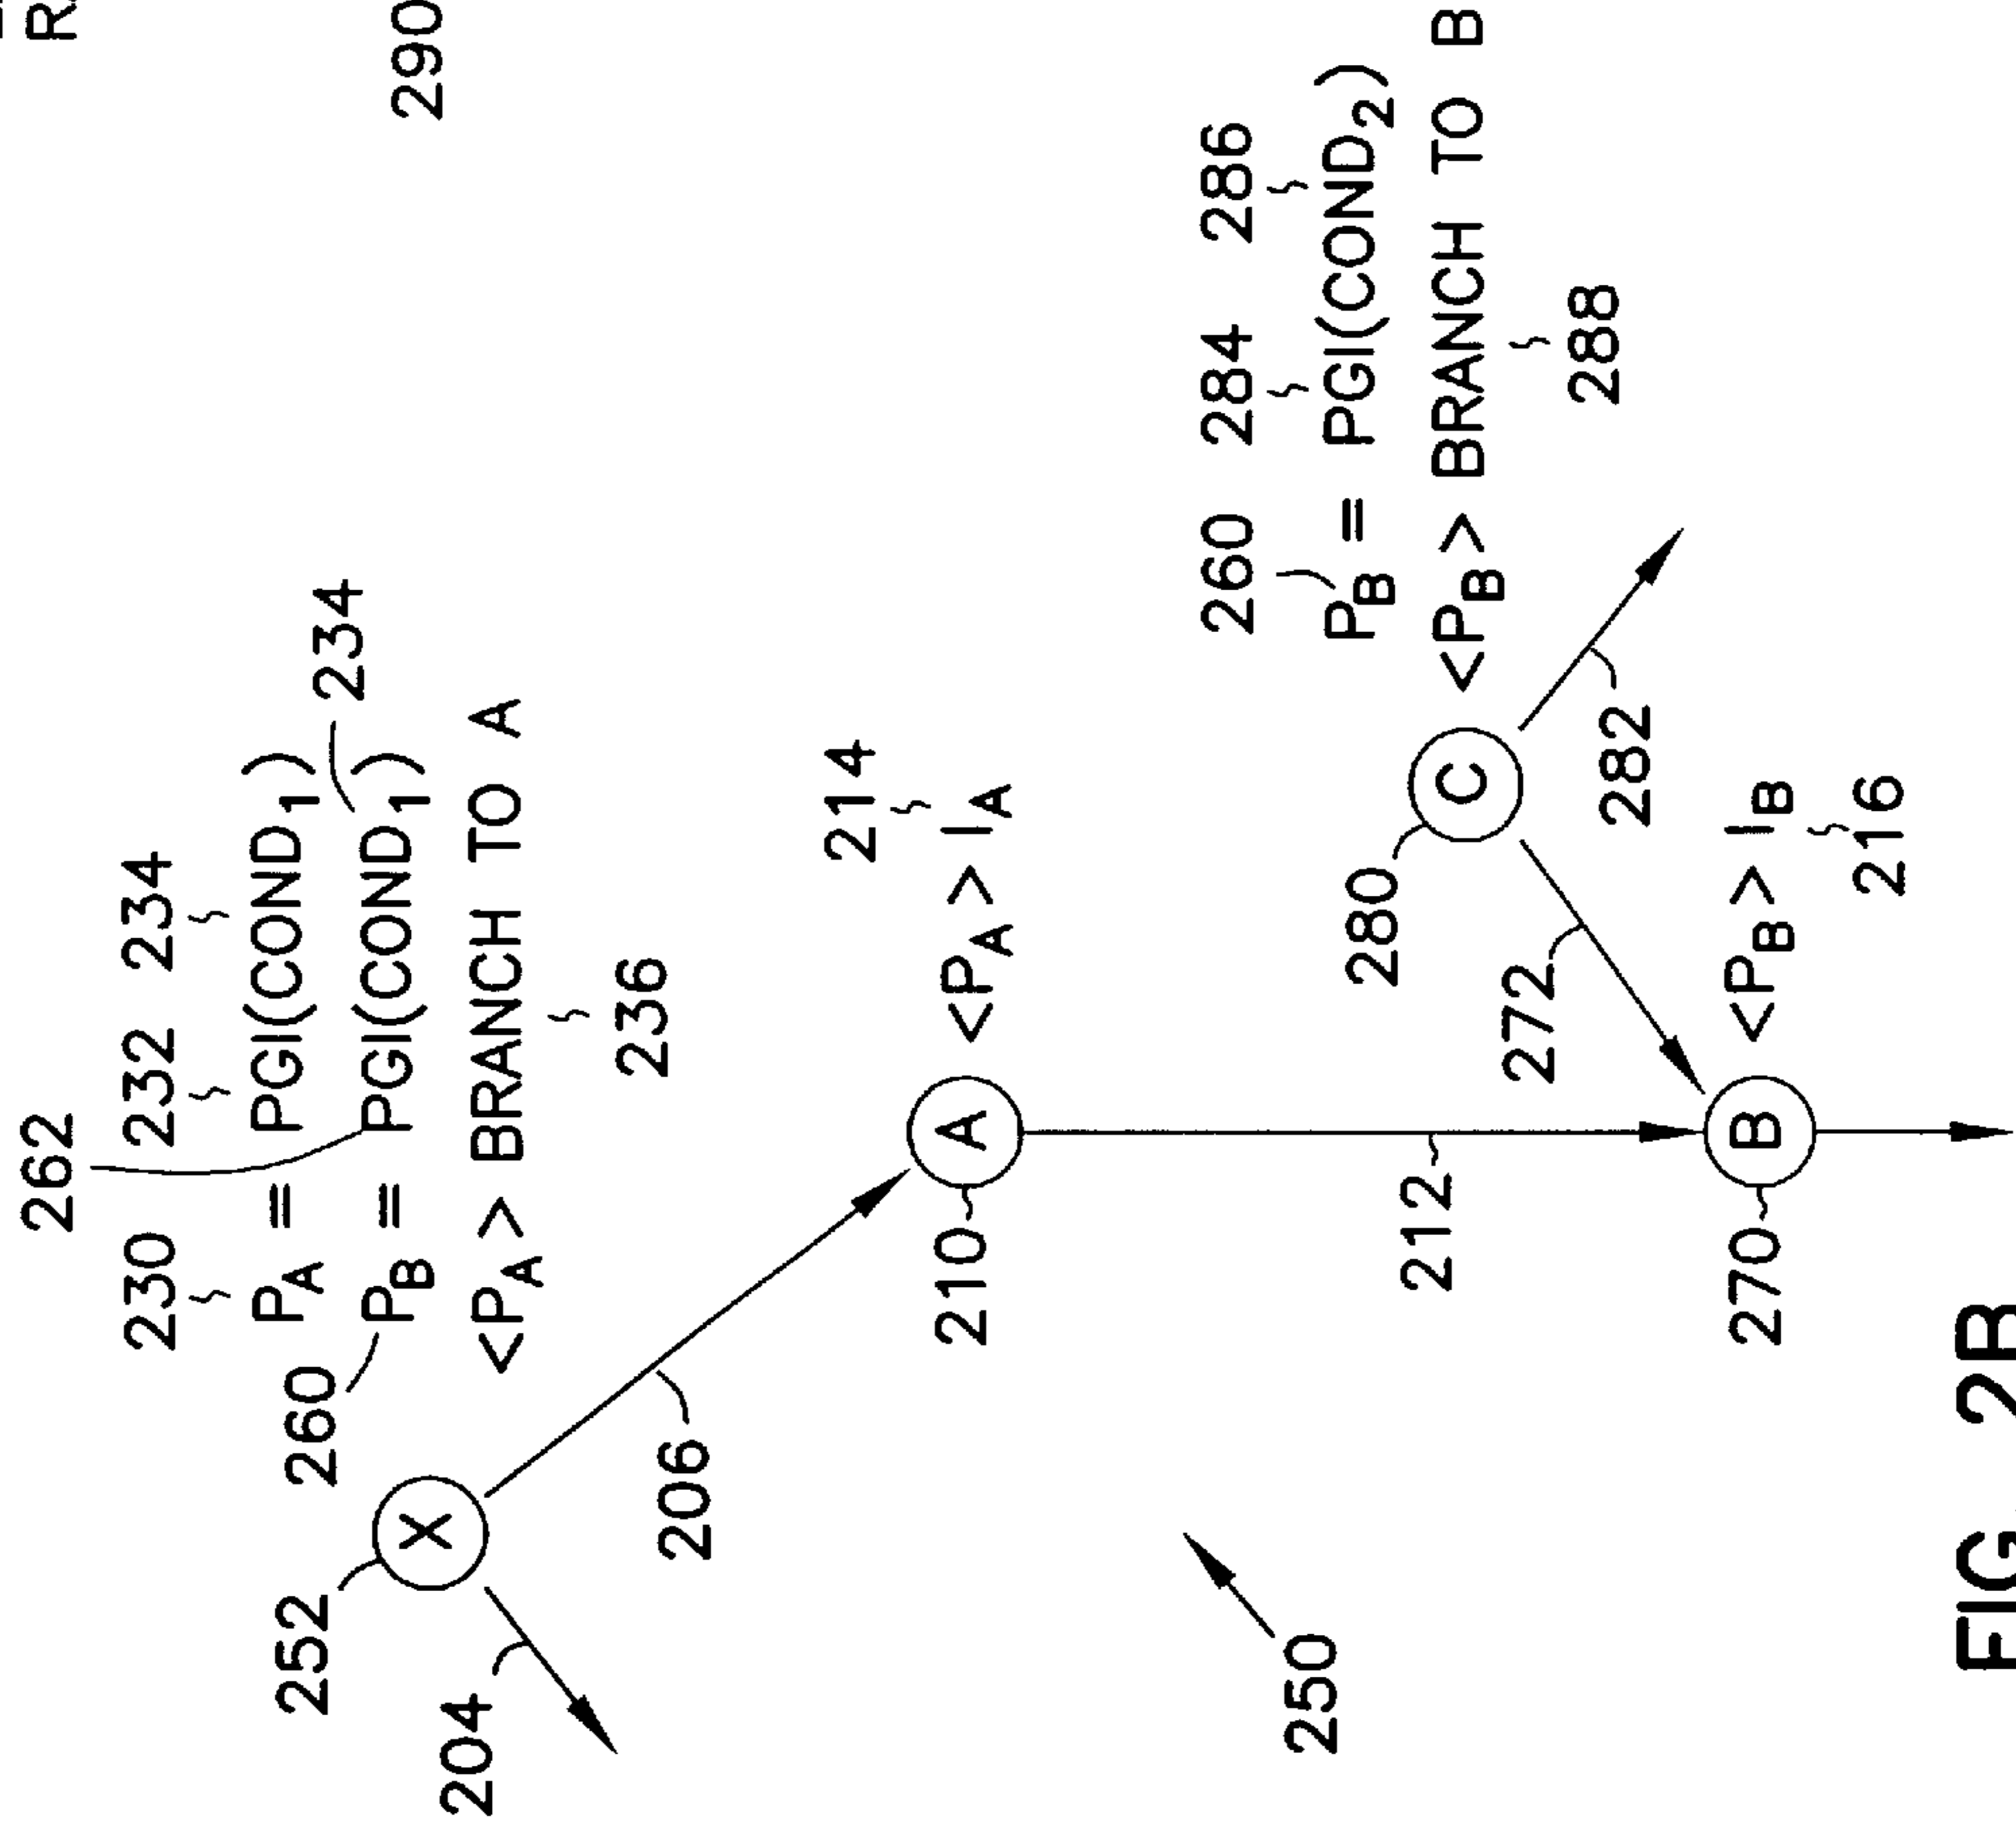 R
262
230 232 234
P_A = PGI(COND_1)
252
260
234
P_B = PGI(COND_1)
290
X
204
<P_A> BRANCH TO A
236
206
214
210 A <P_A> I_A
260 284 286
250
P_B = PGI(COND_2)
280
212
C <P_B> BRANCH TO B
272
288
282
270 B <P_B> I_B
216
FIG. 2B